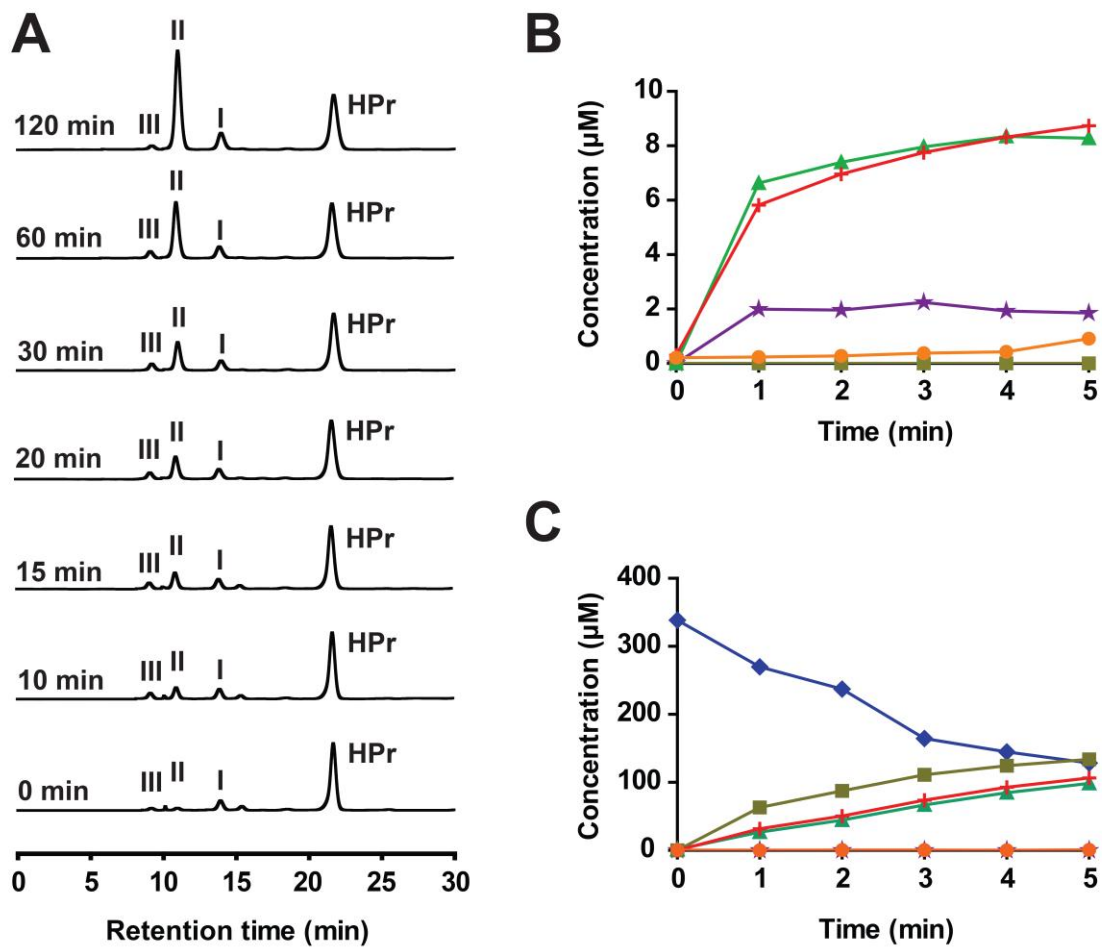 A
II
III
I
HPr
120 min
II
III
I
HPr
60 min
II
III
I
HPr
30 min
II
III
I
HPr
20 min
II
III
I
HPr
15 min
II
III
I
HPr
10 min
II
III
I
HPr
0 min
0 5 10 15 20 25 30
Retention time (min)
B
Concentration (µM)
10
8
6
4
2
0
0 1 2 3 4 5
Time (min)
C
Concentration (µM)
400
300
200
100
0
0 1 2 3 4 5
Time (min)